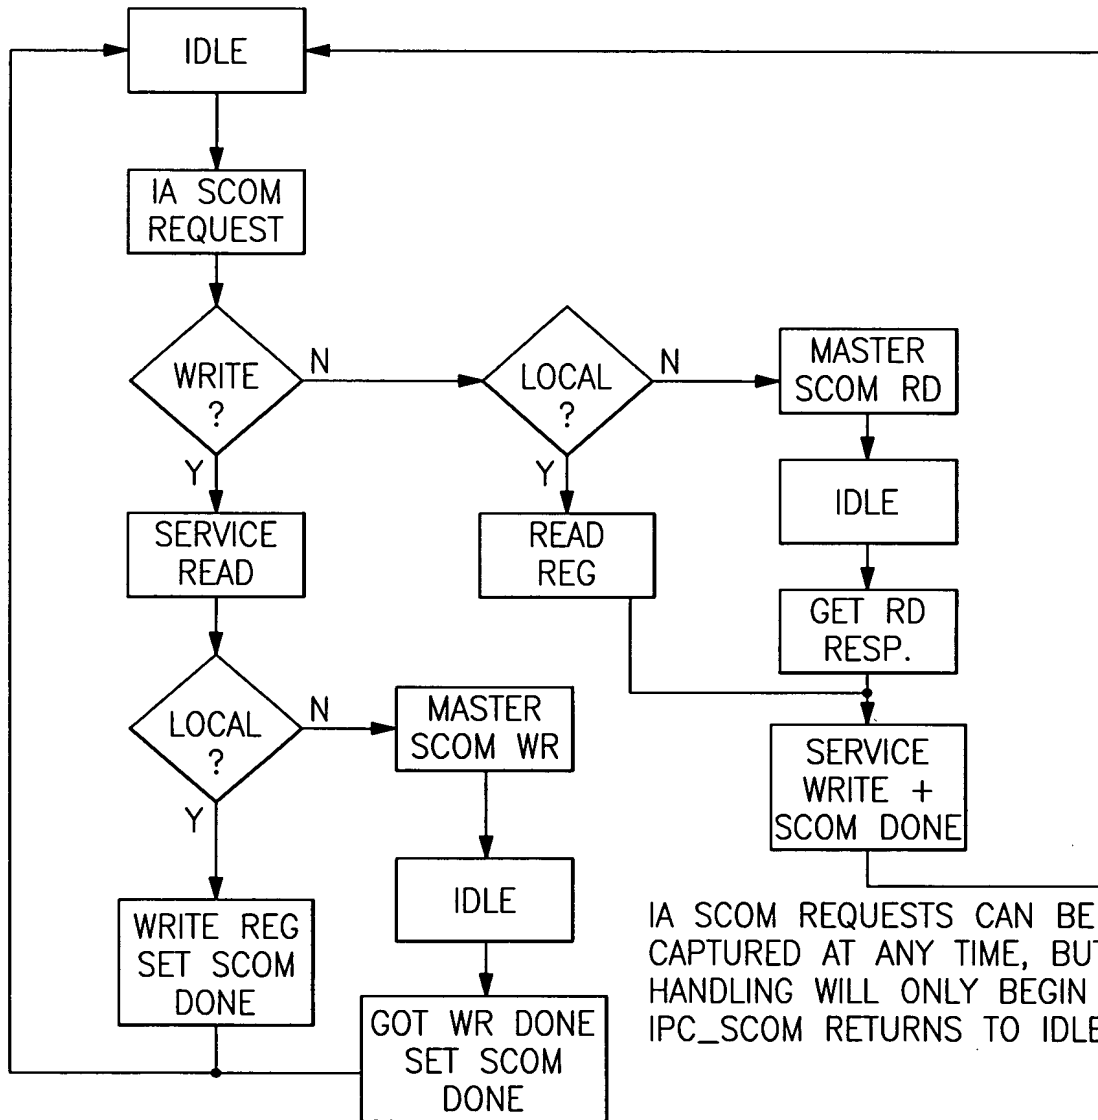 IDLE
IA SCOM
REQUEST
WRITE
?
N
Y
LOCAL
?
N
Y
MASTER
SCOM RD
IDLE
GET RD
RESP.
READ
REG
SERVICE
WRITE +
SCOM DONE
SERVICE
READ
LOCAL
?
N
Y
MASTER
SCOM WR
IDLE
WRITE REG
SET SCOM
DONE
GOT WR DONE
SET SCOM
DONE
IA SCOM REQUESTS CAN BE
CAPTURED AT ANY TIME, BUT
HANDLING WILL ONLY BEGIN
IPC_SCOM RETURNS TO IDLE